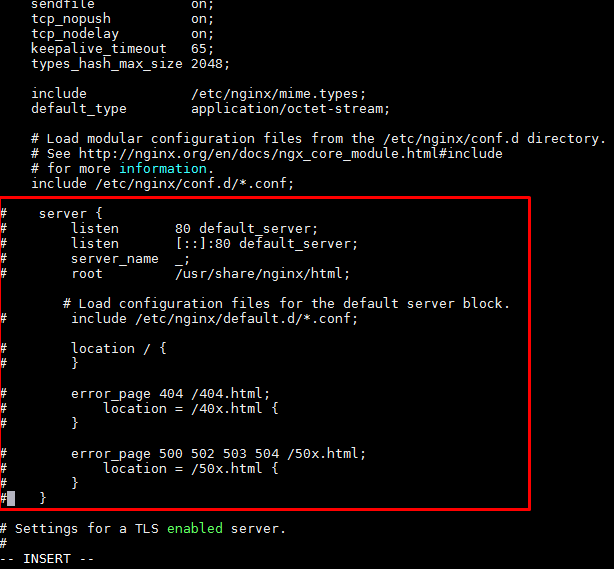 sendfile            on;
    tcp_nopush          on;
    tcp_nodelay         on;
    keepalive_timeout   65;
    types_hash_max_size 2048;

    include             /etc/nginx/mime.types;
    default_type        application/octet-stream;

    # Load modular configuration files from the /etc/nginx/conf.d directory.
    # See http://nginx.org/en/docs/ngx_core_module.html#include
    # for more information.
    include /etc/nginx/conf.d/*.conf;

#    server {
#        listen       80 default_server;
#        listen       [::]:80 default_server;
#        server_name  _;
#        root         /usr/share/nginx/html;

        # Load configuration files for the default server block.
#        include /etc/nginx/default.d/*.conf;

#        location / {
#        }

#        error_page 404 /404.html;
#            location = /40x.html {
#        }

#        error_page 500 502 503 504 /50x.html;
#            location = /50x.html {
#        }
#    }

# Settings for a TLS enabled server.
#
-- INSERT --